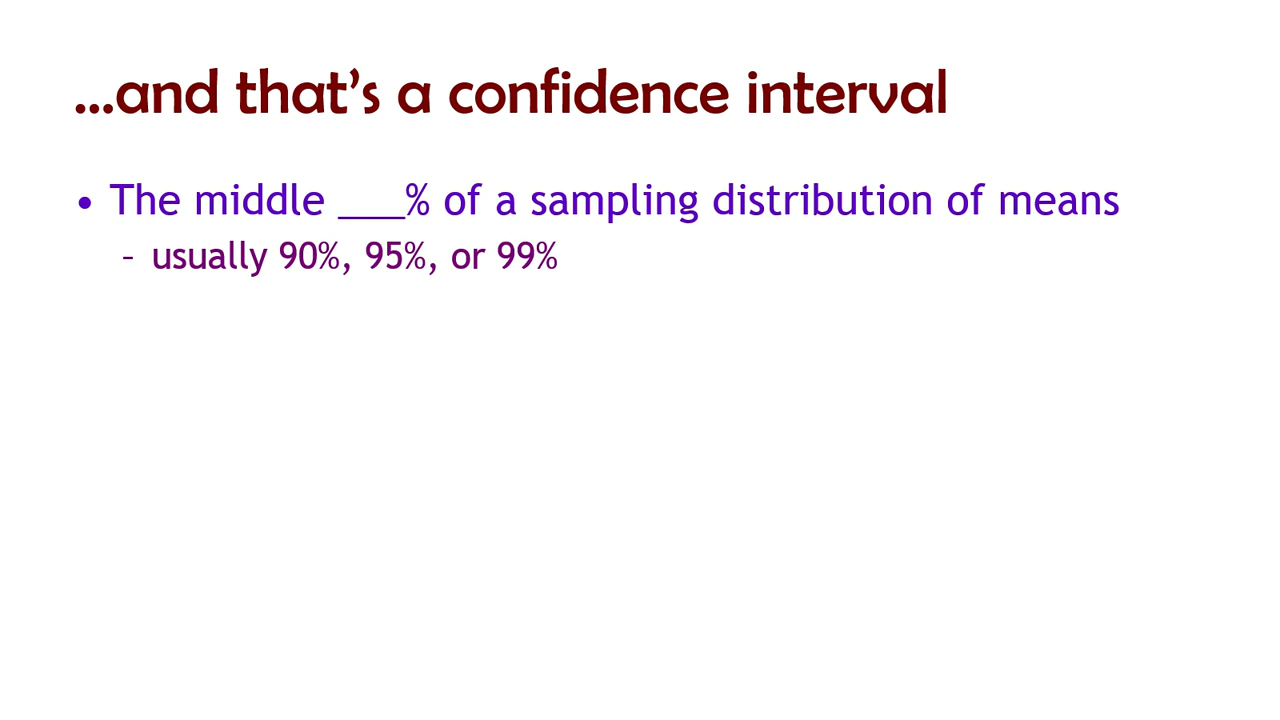 ...and that’s a confidence interval
• The middle ___% of a sampling distribution of means
– usually 90%, 95%, or 99%